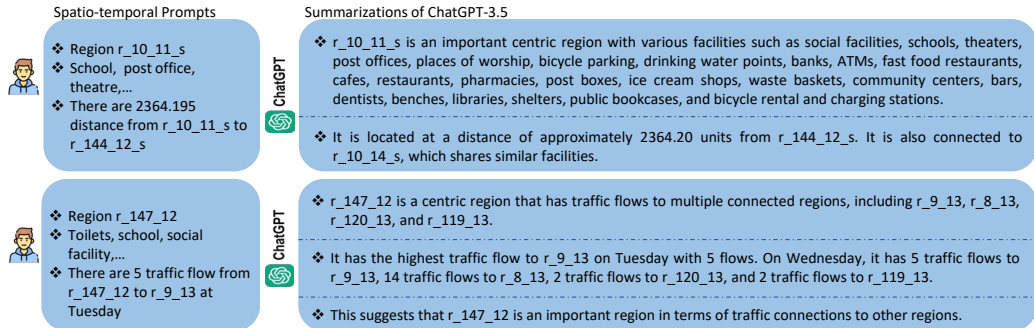 Spatio-temporal Prompts
Summarizations of ChatGPT-3.5
❖ Region r_10_11_s
❖ School, post office,
theatre,...
❖ There are 2364.195
distance from r_10_11_s to
r_144_12_s
ChatGPT
❖ r_10_11_s is an important centric region with various facilities such as social facilities, schools, theaters,
post offices, places of worship, bicycle parking, drinking water points, banks, ATMs, fast food restaurants,
cafes, restaurants, pharmacies, post boxes, ice cream shops, waste baskets, community centers, bars,
dentists, benches, libraries, shelters, public bookcases, and bicycle rental and charging stations.
❖ It is located at a distance of approximately 2364.20 units from r_144_12_s. It is also connected to
r_10_14_s, which shares similar facilities.
❖ Region r_147_12
❖ Toilets, school, social
facility,...
❖ There are 5 traffic flow from
r_147_12 to r_9_13 at
Tuesday
ChatGPT
❖ r_147_12 is a centric region that has traffic flows to multiple connected regions, including r_9_13, r_8_13,
r_120_13, and r_119_13.
❖ It has the highest traffic flow to r_9_13 on Tuesday with 5 flows. On Wednesday, it has 5 traffic flows to
r_9_13, 14 traffic flows to r_8_13, 2 traffic flows to r_120_13, and 2 traffic flows to r_119_13.
❖ This suggests that r_147_12 is an important region in terms of traffic connections to other regions.